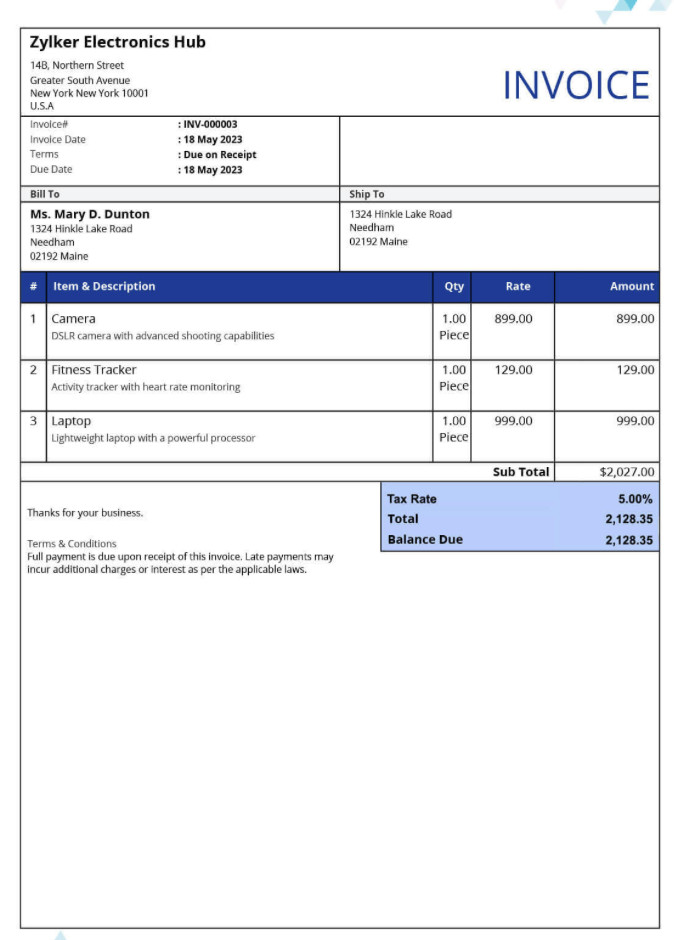 Zylker Electronics Hub
14B, Northern Street
Greater South Avenue
New York New York 10001
U.S.A
INVOICE
Invoice# : INV-000003
Invoice Date : 18 May 2023
Terms : Due on Receipt
Due Date : 18 May 2023
Bill To Ship To
Ms. Mary D. Dunton
1324 Hinkle Lake Road
Needham
02192 Maine
1324 Hinkle Lake Road
Needham
02192 Maine
# Item & Description Qty Rate Amount
1 Camera 1.00 899.00 899.00
DSLR camera with advanced shooting capabilities Piece
2 Fitness Tracker 1.00 129.00 129.00
Activity tracker with heart rate monitoring Piece
3 Laptop 1.00 999.00 999.00
Lightweight laptop with a powerful processor Piece
Sub Total $2,027.00
Tax Rate 5.00%
Total 2,128.35
Balance Due 2,128.35
Thanks for your business.
Terms & Conditions
Full payment is due upon receipt of this invoice. Late payments may
incur additional charges or interest as per the applicable laws.